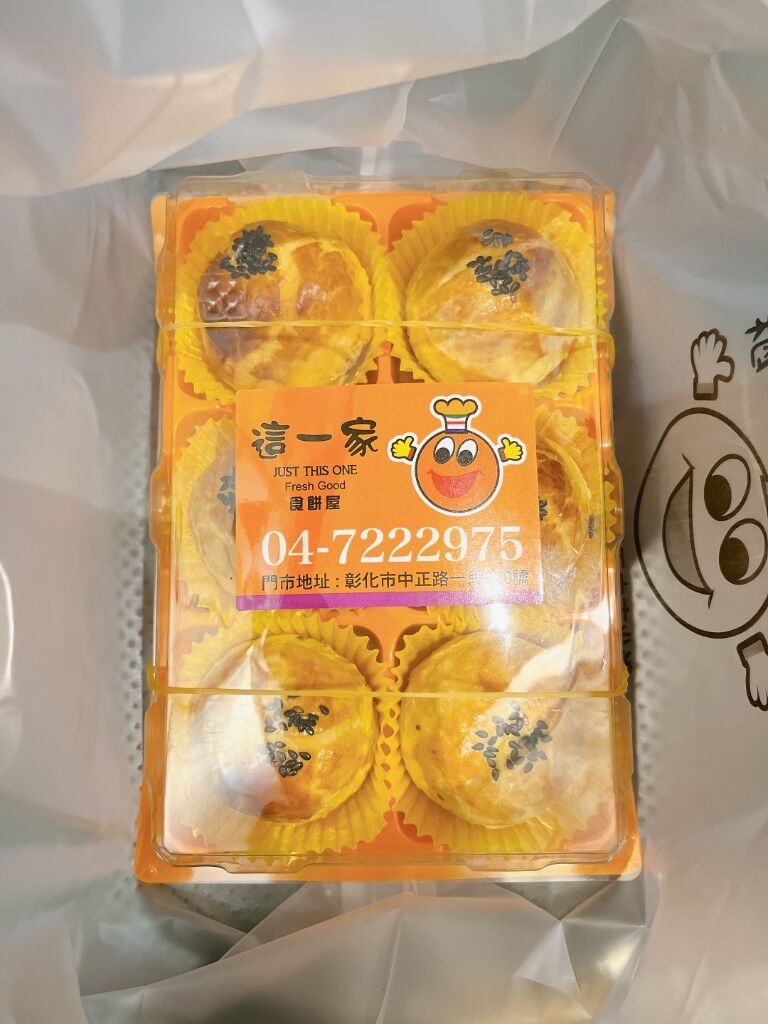 這一家
JUST THIS ONE
Fresh Good
食餅屋
04-7222975
門市地址：彰化市中正路一段 號